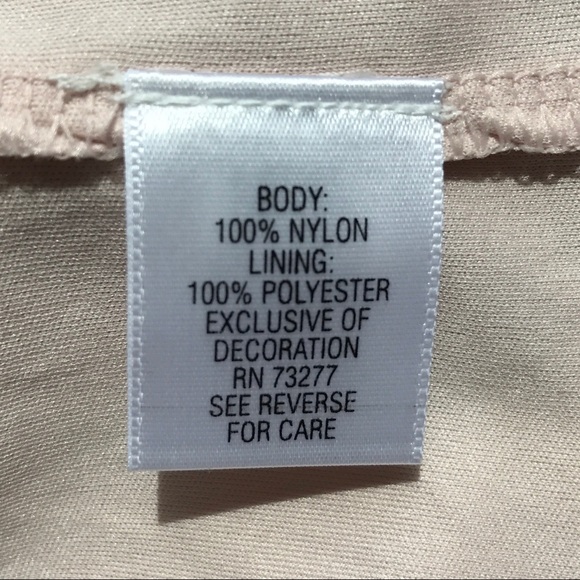 BODY:
100% NYLON
LINING:
100% POLYESTER
EXCLUSIVE OF
DECORATION
RN 73277
SEE REVERSE
FOR CARE